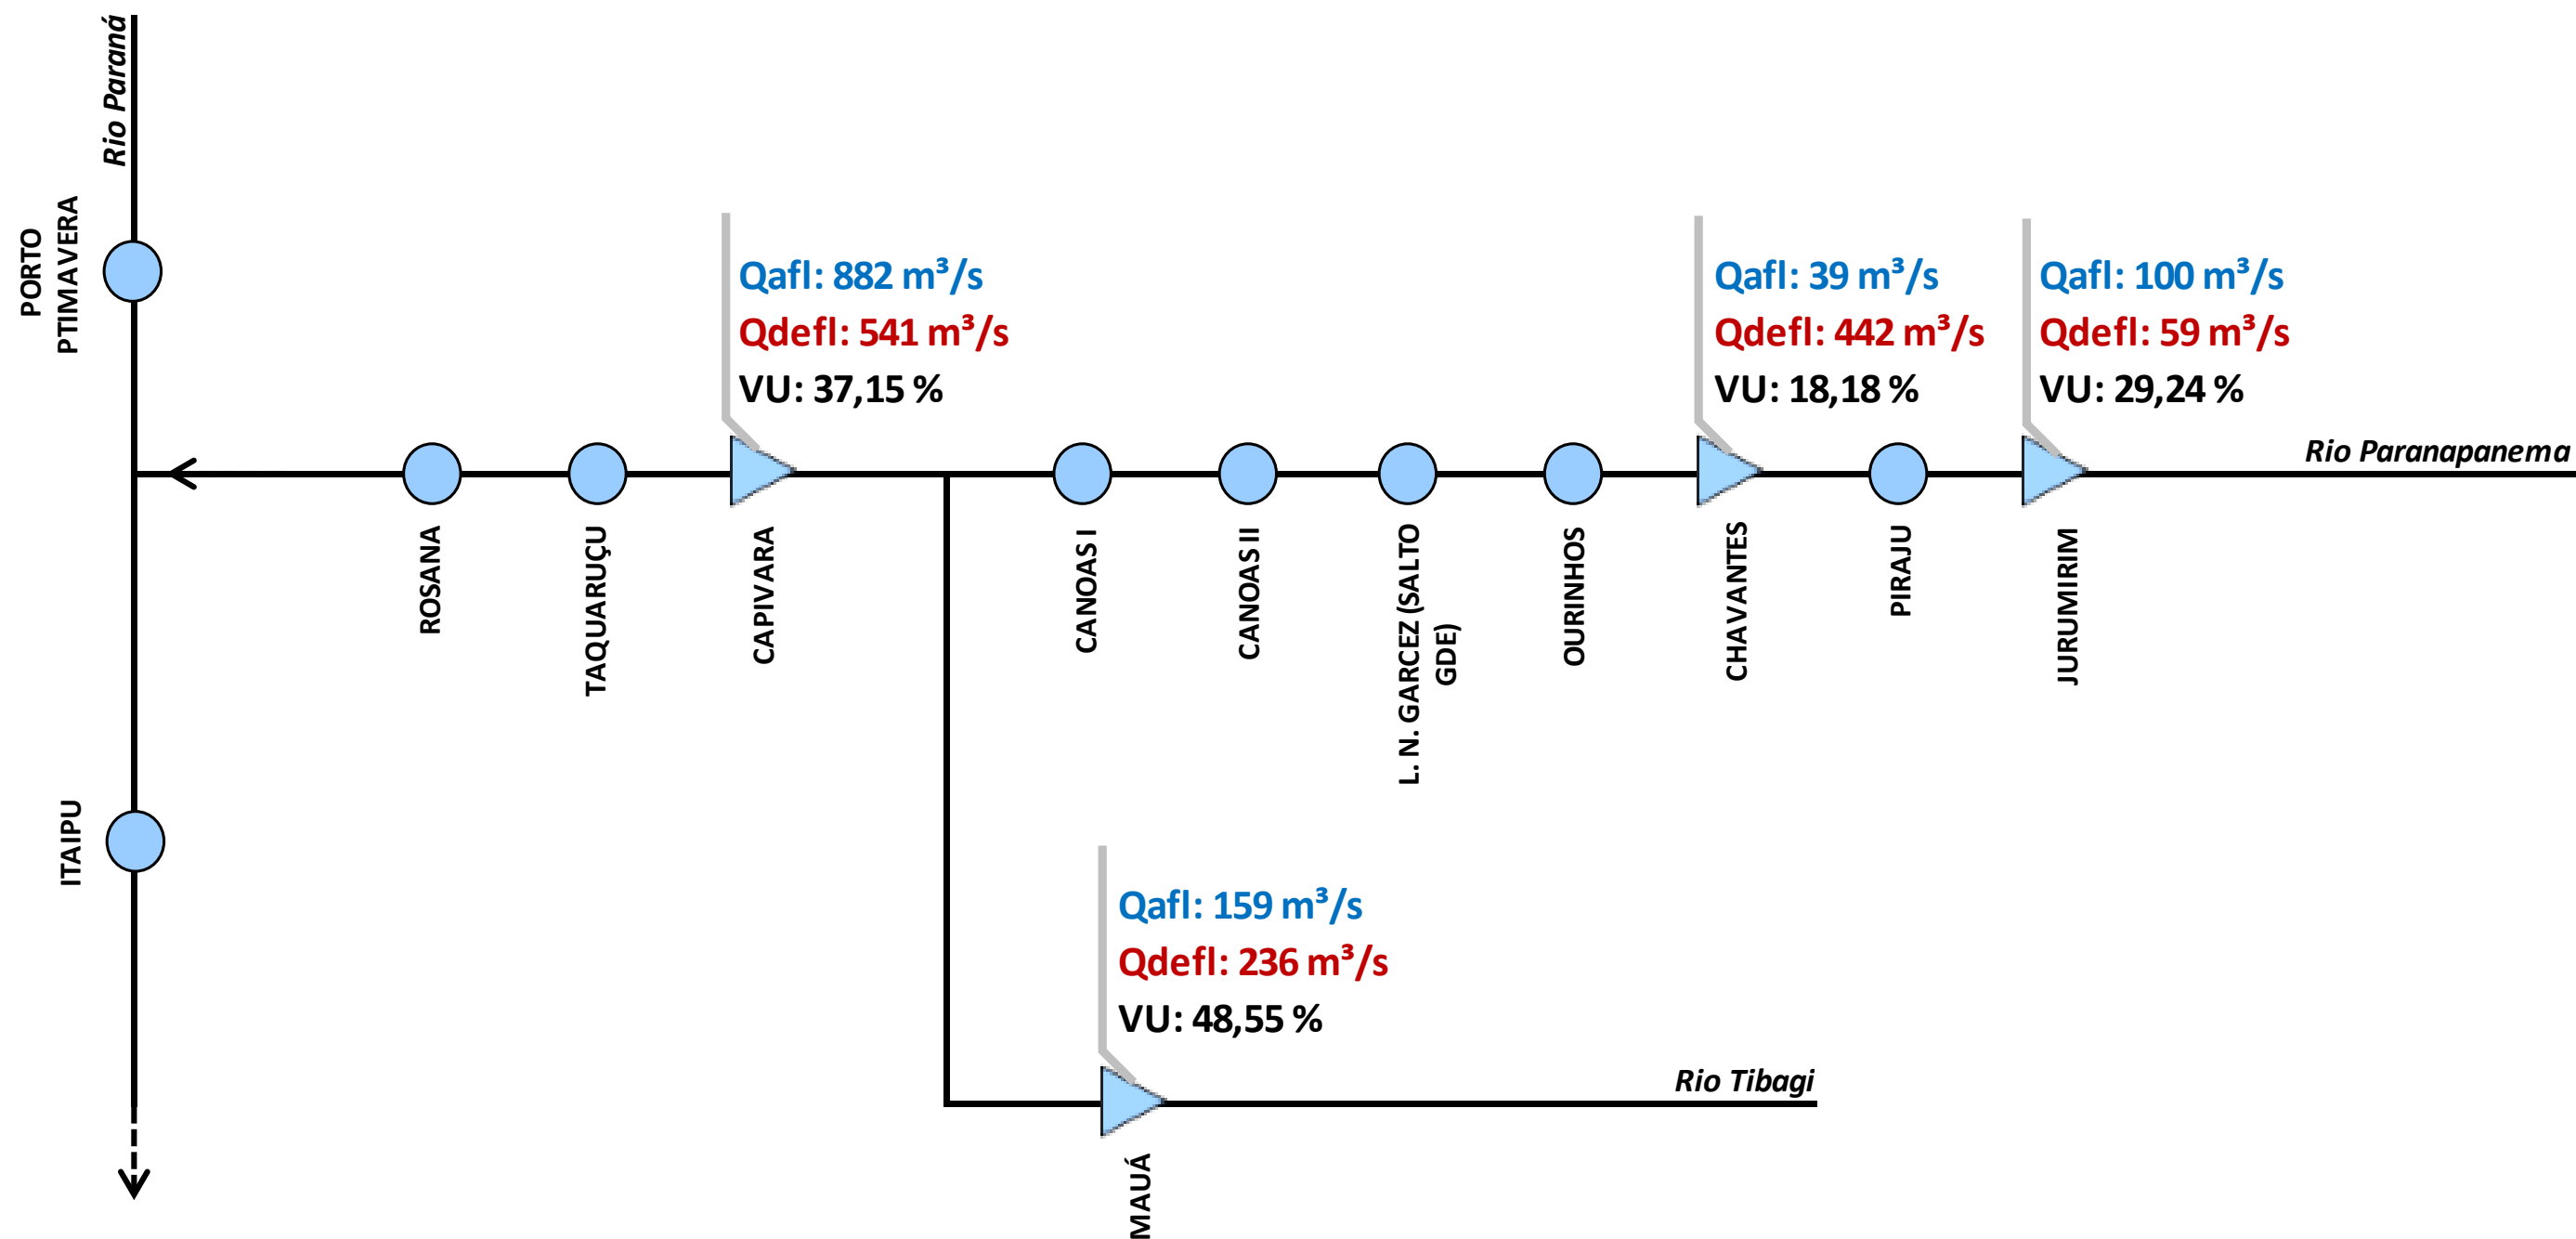 Rio Paraná
PORTO
PTIMAVERA
Qafl: 882 m³/s
Qdefl: 541 m³/s
VU: 37,15 %
Qafl: 39 m³/s
Qdefl: 442 m³/s
VU: 18,18 %
Qafl: 100 m³/s
Qdefl: 59 m³/s
VU: 29,24 %
Rio Paranapanema
ROSANA
TAQUARUÇU
CAPIVARA
CANOAS I
CANOAS II
L. N. GARCEZ (SALTO
GDE)
OURINHOS
CHAVANTES
PIRAJU
JURUMIRIM
ITAIPU
Qafl: 159 m³/s
Qdefl: 236 m³/s
VU: 48,55 %
Rio Tibagi
MAUÁ